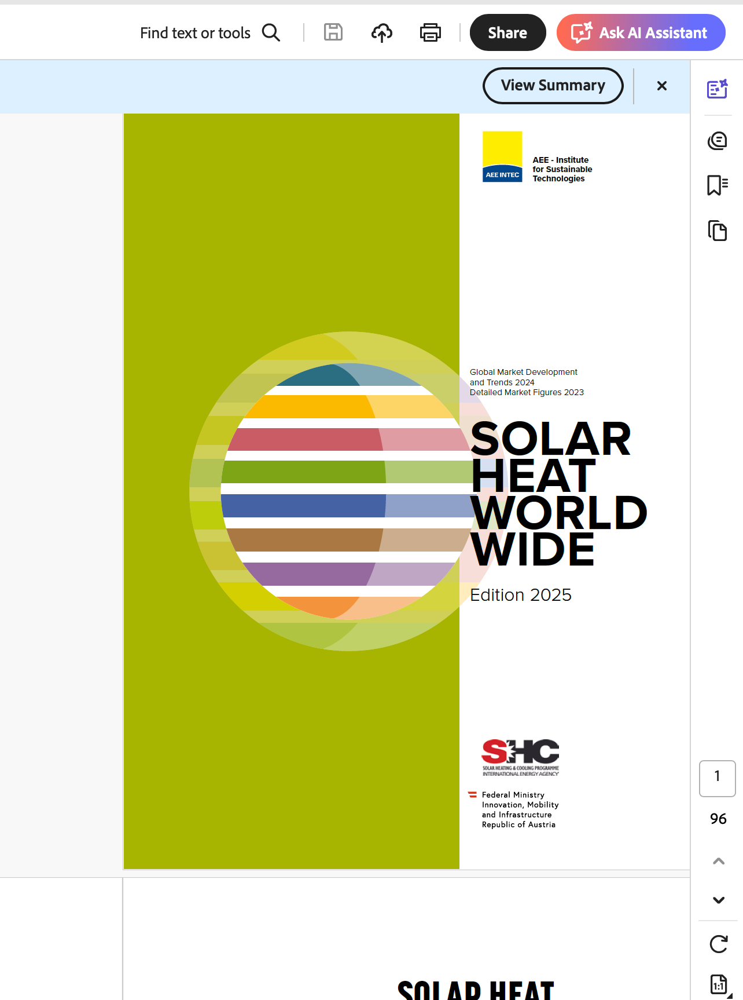 Find text or tools
Share
Ask AI Assistant
View Summary
AEE INTEC
AEE - Institute
for Sustainable
Technologies
Global Market Development
and Trends 2024
Detailed Market Figures 2023
SOLAR
HEAT
WORLD
WIDE
Edition 2025
SHC
SOLAR HEATING & COOLING PROGRAMME
INTERNATIONAL ENERGY AGENCY
Federal Ministry
Innovation, Mobility
and Infrastructure
Republic of Austria
1
96
1:1
SOLAR HEAT